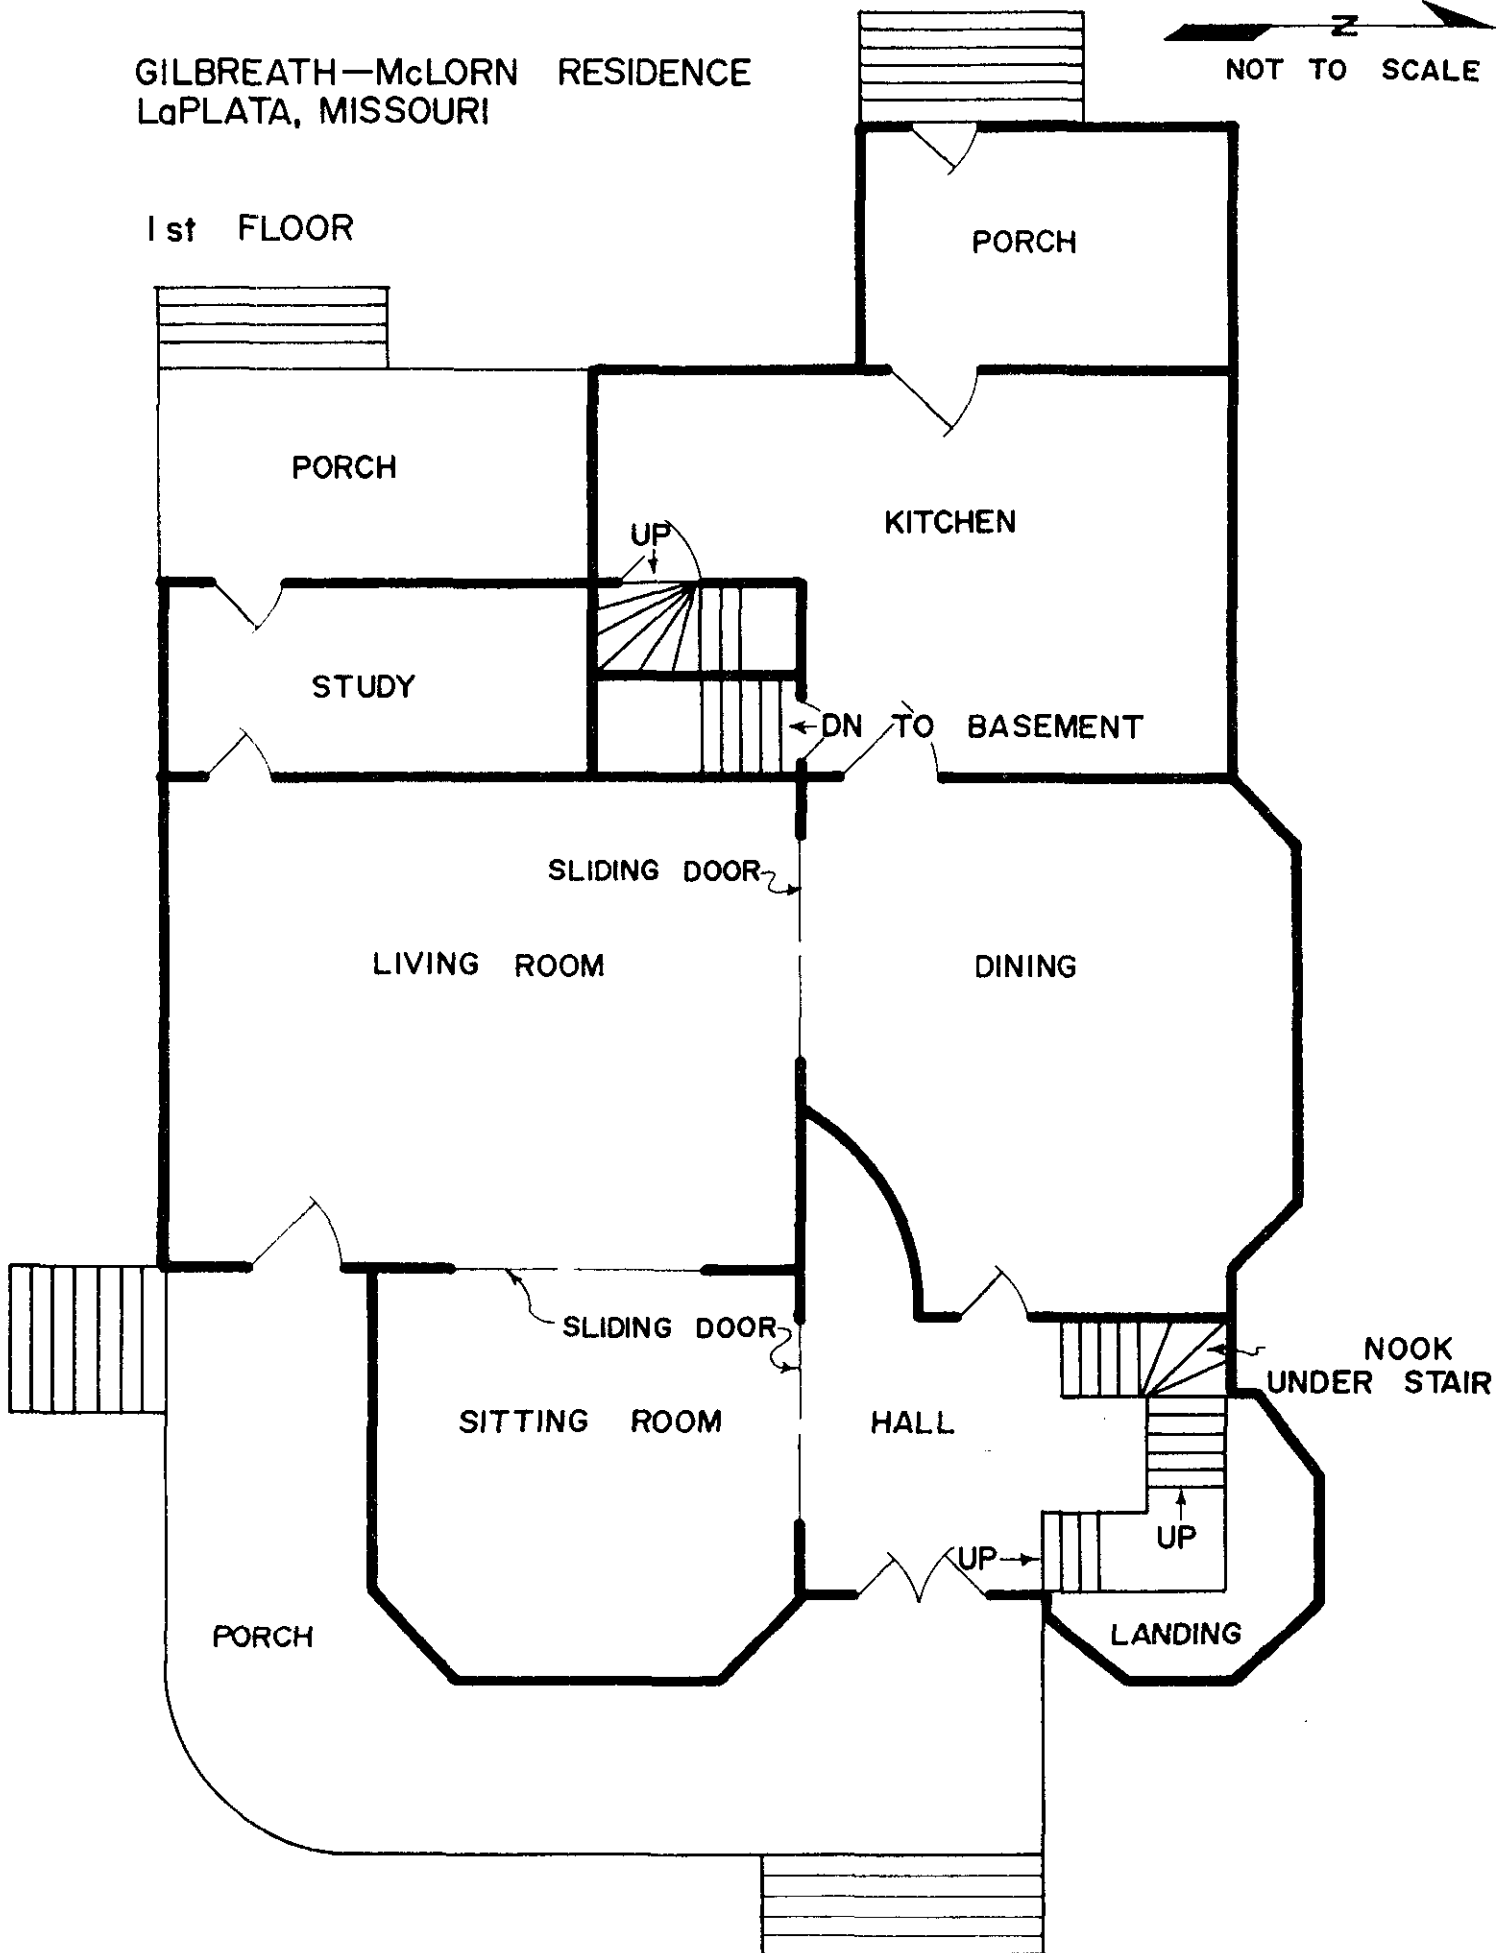 N
NOT TO SCALE
GILBREATH—McLORN RESIDENCE
LaPLATA, MISSOURI
1st FLOOR
PORCH
PORCH
KITCHEN
UP
STUDY
DN TO BASEMENT
SLIDING DOOR
LIVING ROOM
DINING
SLIDING DOOR
NOOK
UNDER STAIR
SITTING ROOM
HALL
UP
UP
PORCH
LANDING